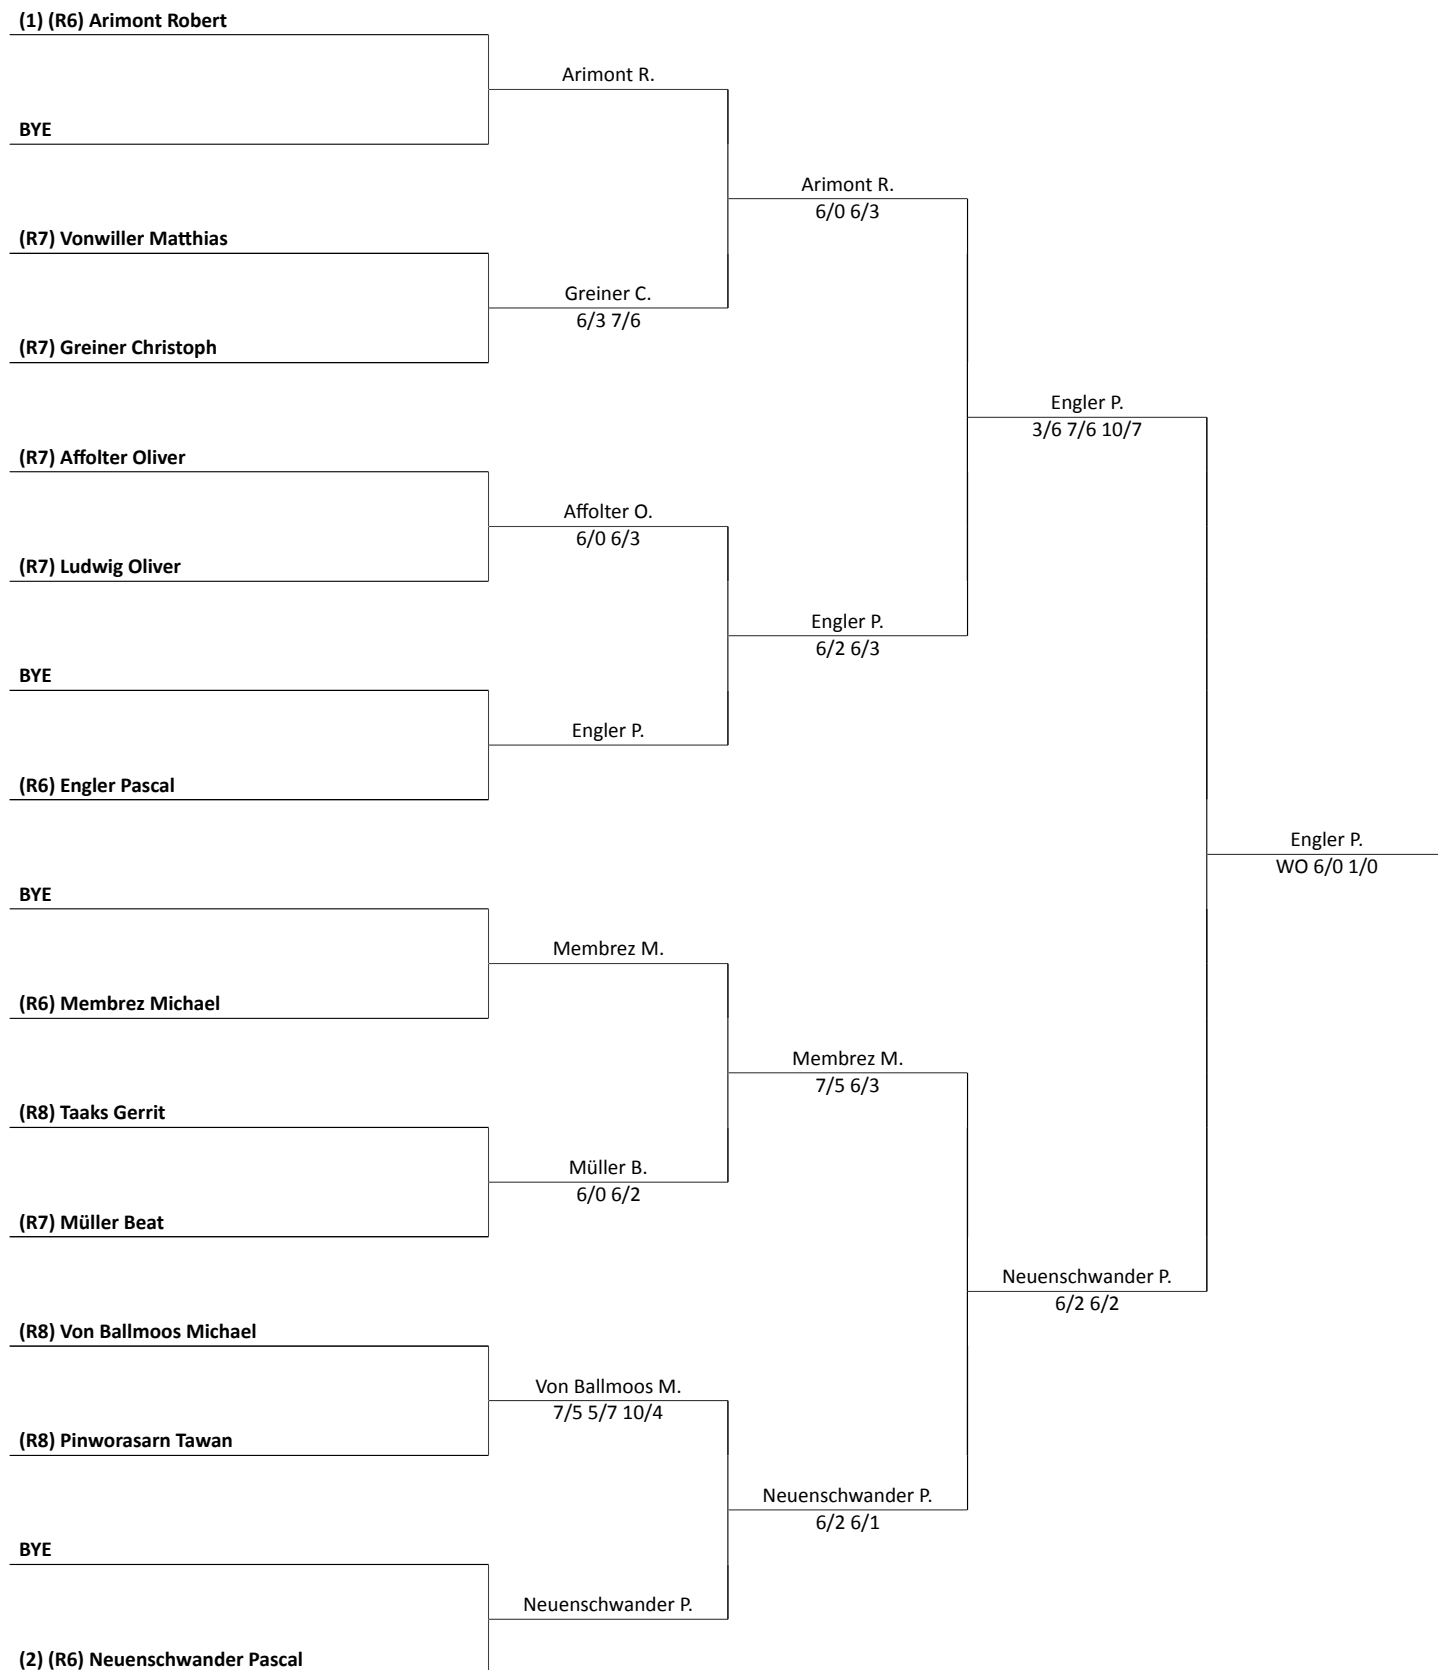 (1) (R6) Arimont Robert
Arimont R.
BYE
Arimont R.
6/0 6/3
(R7) Vonwiller Matthias
Greiner C.
6/3 7/6
(R7) Greiner Christoph
Engler P.
3/6 7/6 10/7
(R7) Affolter Oliver
Affolter O.
6/0 6/3
(R7) Ludwig Oliver
Engler P.
6/2 6/3
BYE
Engler P.
(R6) Engler Pascal
Engler P.
WO 6/0 1/0
BYE
Membrez M.
(R6) Membrez Michael
Membrez M.
7/5 6/3
(R8) Taaks Gerrit
Müller B.
6/0 6/2
(R7) Müller Beat
Neuenschwander P.
6/2 6/2
(R8) Von Ballmoos Michael
Von Ballmoos M.
7/5 5/7 10/4
(R8) Pinworasarn Tawan
Neuenschwander P.
6/2 6/1
BYE
Neuenschwander P.
(2) (R6) Neuenschwander Pascal